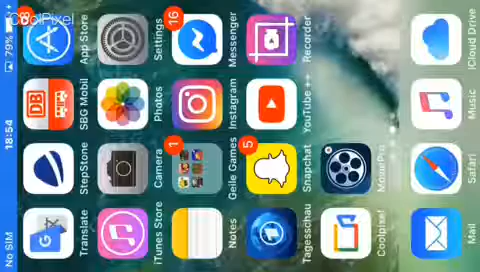 CoolPixel
No SIM 18:54 79%
G DB
Translate StepStone SBG Mobil App Store
1 16
iTunes Store Camera Photos Settings
5
Notes Geile Games Instagram Messenger
Tagesschau Snapchat YouTube ++ Recorder
Coolpixel MoviePro
Mail Safari Music iCloud Drive